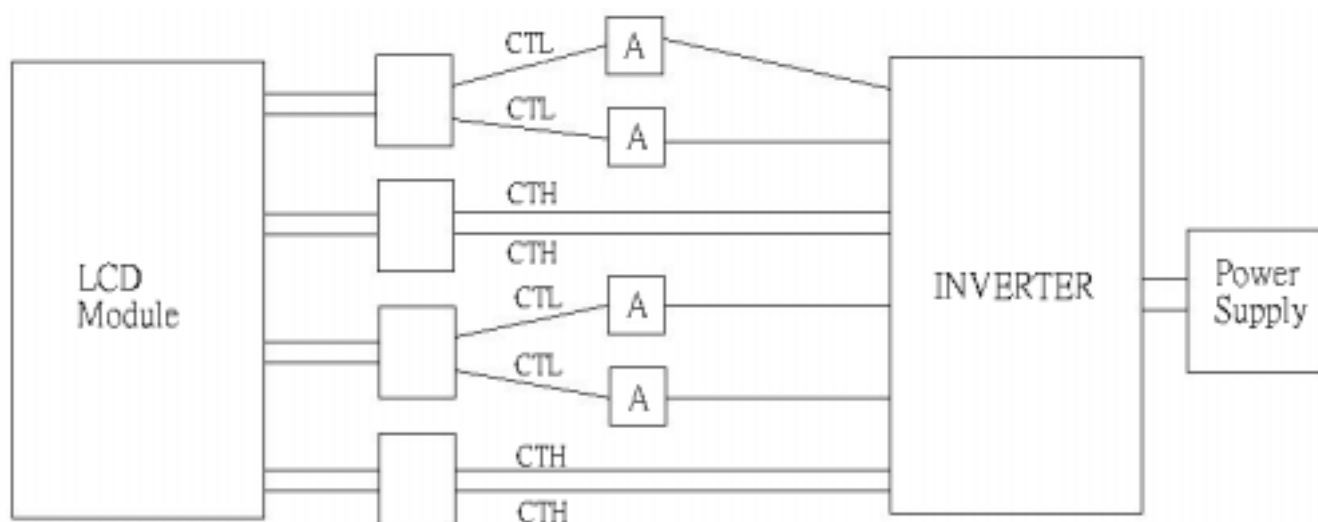 CTL
A
CTL
A
CTH
CTH
LCD
Module
INVERTER
Power
Supply
CTL
A
CTL
A
CTH
CTH